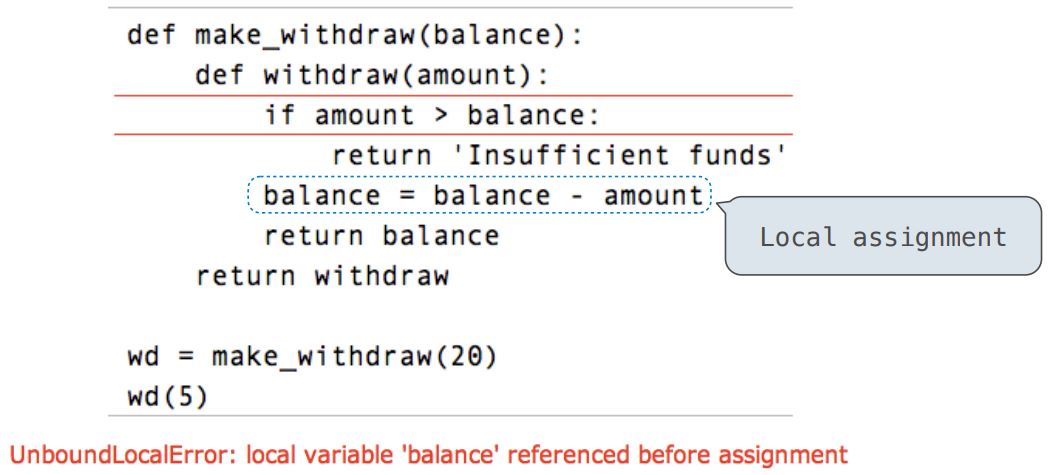 def make_withdraw(balance):
    def withdraw(amount):
        if amount > balance:
            return 'Insufficient funds'
        balance = balance - amount
Local assignment
        return balance
    return withdraw
wd = make_withdraw(20)
wd(5)
UnboundLocalError: local variable 'balance' referenced before assignment